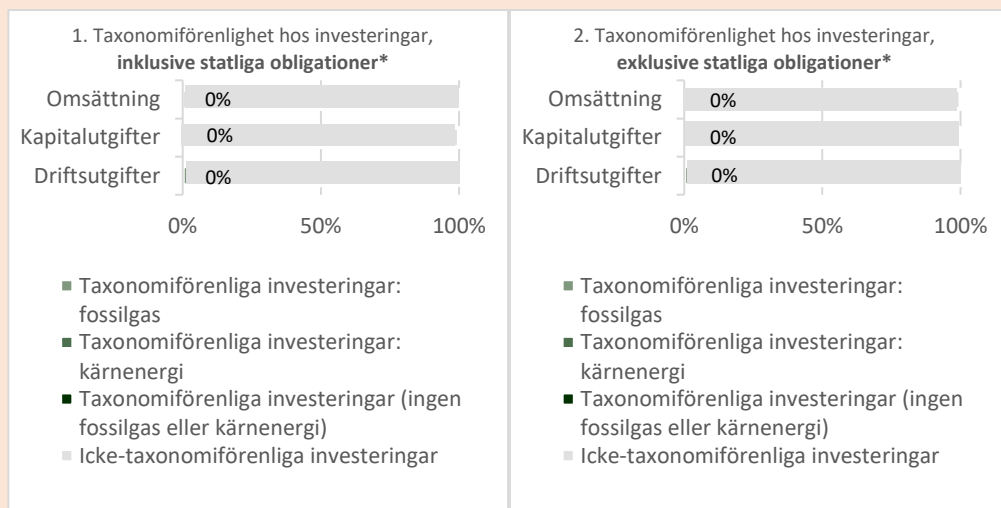 1. Taxonomiförenlighet hos investeringar,
inklusive statliga obligationer*
Omsättning
0%
Kapitalutgifter
0%
Driftsutgifter
0%
0%
50%
100%
Taxonomiförenliga investeringar:
fossilgas
Taxonomiförenliga investeringar:
kärnenergi
Taxonomiförenliga investeringar (ingen
fossilgas eller kärnenergi)
Icke-taxonomiförenliga investeringar
2. Taxonomiförenlighet hos investeringar,
exklusive statliga obligationer*
Omsättning
0%
Kapitalutgifter
0%
Driftsutgifter
0%
0%
50%
100%
Taxonomiförenliga investeringar:
fossilgas
Taxonomiförenliga investeringar:
kärnenergi
Taxonomiförenliga investeringar (ingen
fossilgas eller kärnenergi)
Icke-taxonomiförenliga investeringar